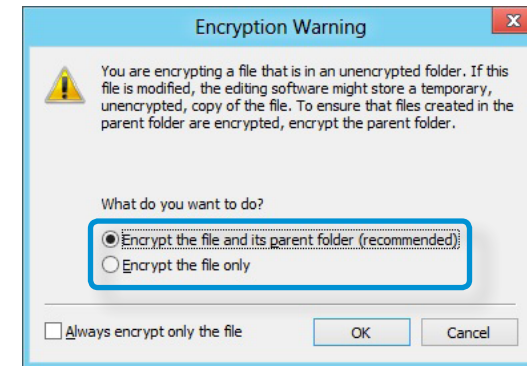 Encryption Warning
x
You are encrypting a file that is in an unencrypted folder. If this
file is modified, the editing software might store a temporary,
unencrypted, copy of the file. To ensure that files created in the
parent folder are encrypted, encrypt the parent folder.
What do you want to do?
Encrypt the file and its parent folder (recommended)
Encrypt the file only
Always encrypt only the file OK Cancel